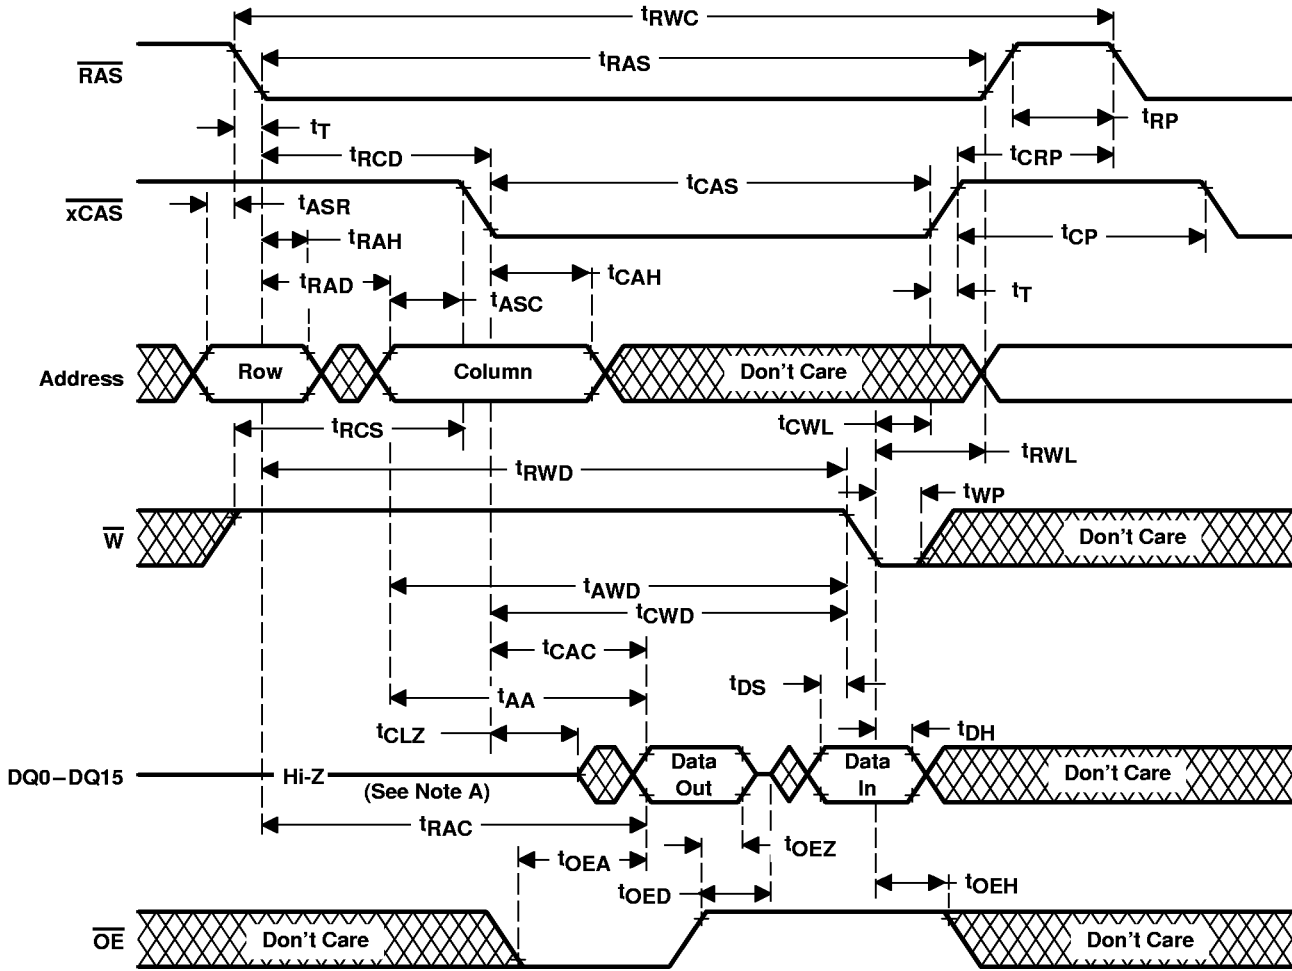 tRWC
RAS
tRAS
tT
tRP
tRCD
tCRP
xCAS
tCAS
tASR
tRAH
tCP
tRAD
tCAH
tASC
tT
Address
Row
Column
Don't Care
tRCS
tCWL
tRWL
tRWD
tWP
W
Don't Care
tAWD
tCWD
tCAC
tDS
tAA
tCLZ
tDH
DQ0–DQ15
Hi-Z
(See Note A)
Data
Out
Data
In
Don't Care
tRAC
tOEZ
tOEA
tOED
tOEH
OE
Don't Care
Don't Care